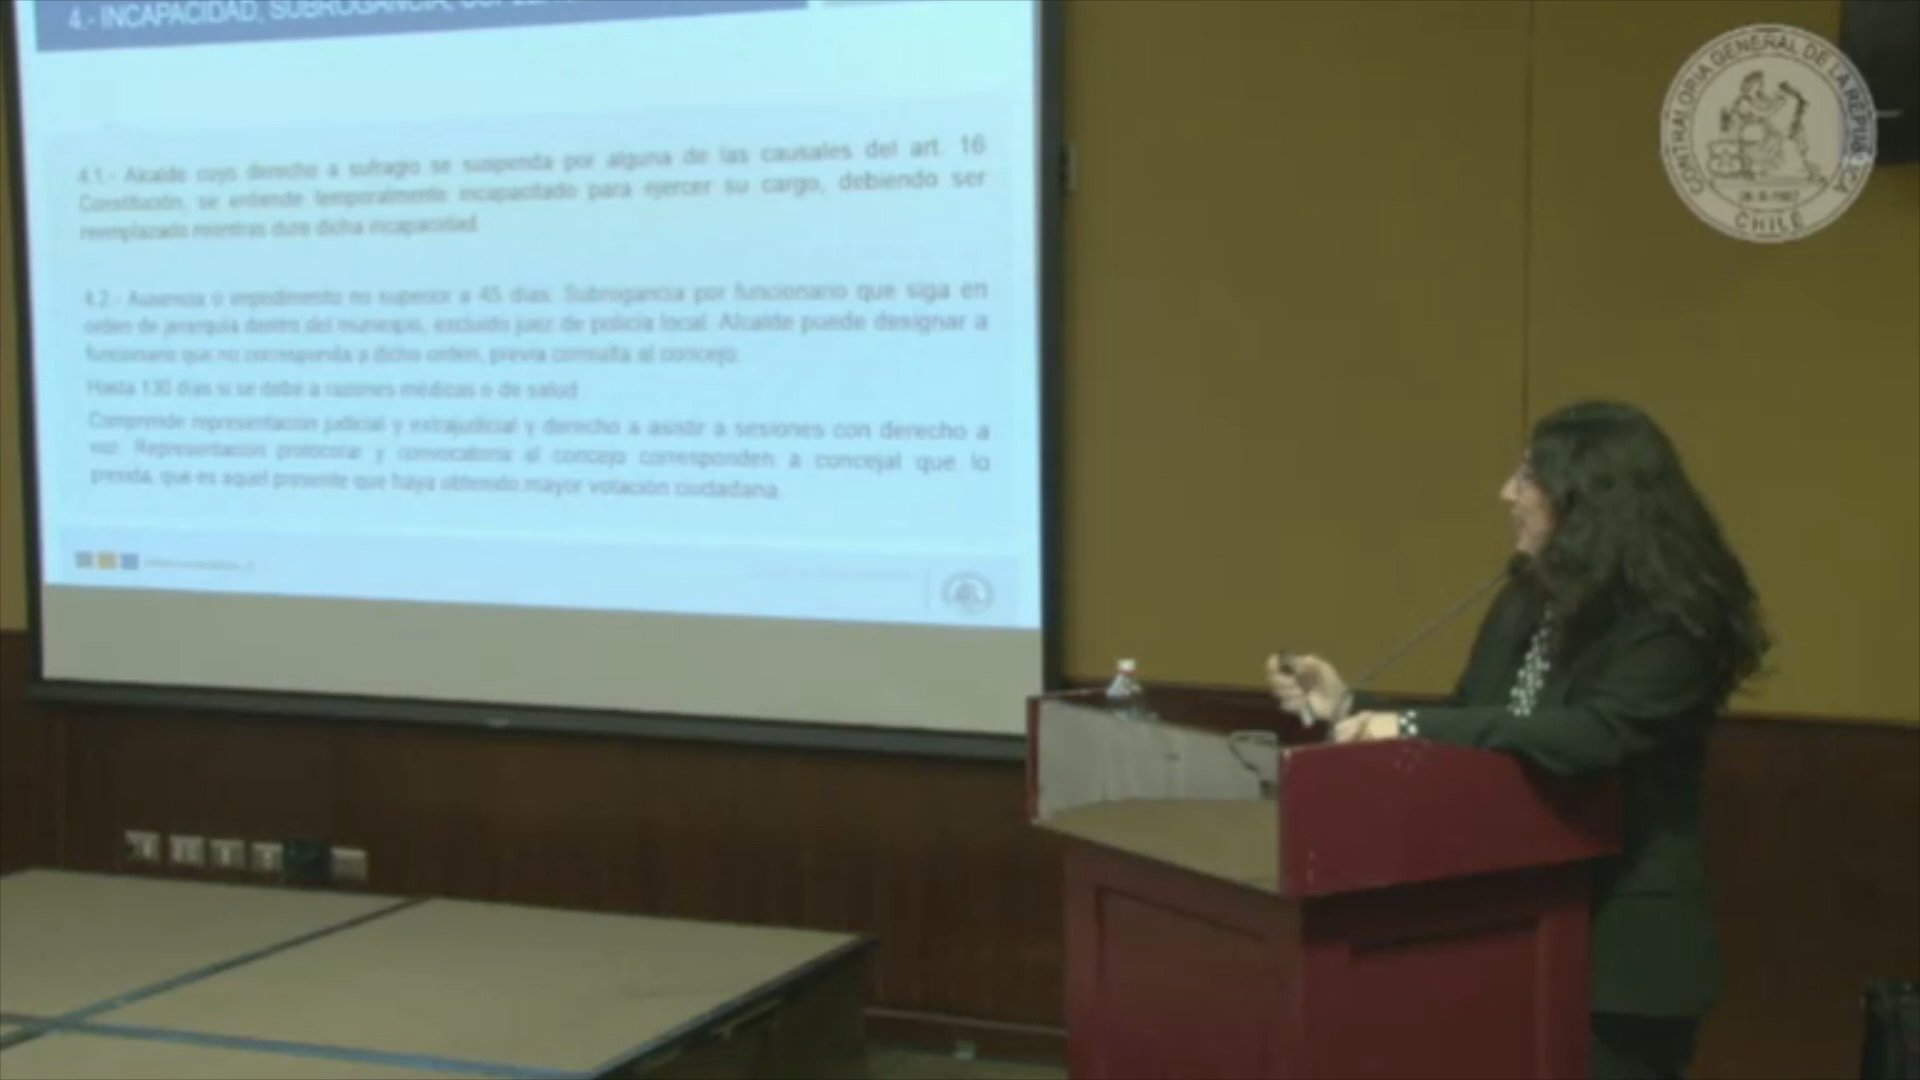 4.- INCAPACIDAD, SUBROGANCIA,
4.1.- Alcalde cuyo derecho a sufragio se suspenda por alguna de las causales del art. 16
Constitución, se entiende temporalmente incapacitado para ejercer su cargo, debiendo ser
reemplazado mientras dure dicha incapacidad.
4.2.- Ausencia o impedimento no superior a 45 días: Subrogancia por funcionario que siga en
orden de jerarquía dentro del municipio, excluido juez de policía local. Alcalde puede designar a
funcionario que no corresponda a dicho orden, previa consulta al concejo.
Hasta 130 días si se debe a razones médicas o de salud
Comprende representación judicial y extrajudicial y derecho a asistir a sesiones con derecho a
voz. Representación protocolar y convocatoria al concejo corresponden a concejal que lo
presida, que es aquel presente que haya obtenido mayor votación ciudadana.
CONTRALORIA GENERAL DE LA REPUBLICA
CHILE